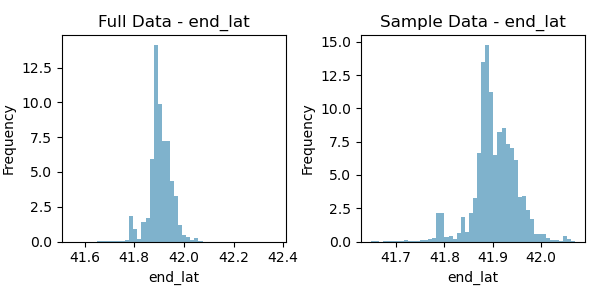 Full Data - end_lat
Frequency
12.5
10.0
7.5
5.0
2.5
0.0
41.6 41.8 42.0 42.2 42.4
end_lat
Sample Data - end_lat
Frequency
15.0
12.5
10.0
7.5
5.0
2.5
0.0
41.7 41.8 41.9 42.0
end_lat